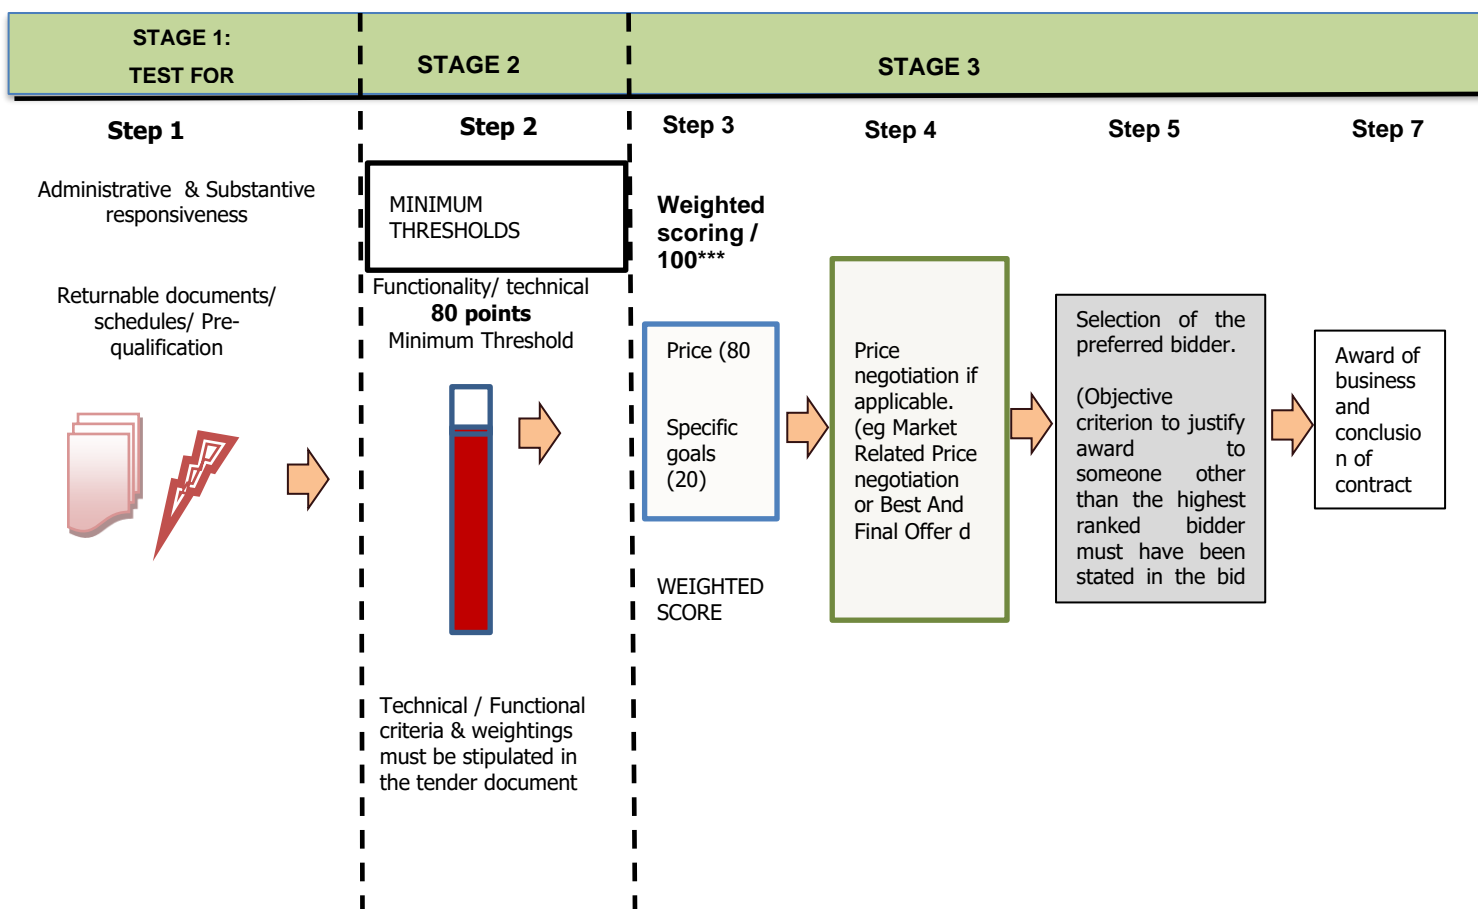 STAGE 1:
TEST FOR
STAGE 2
STAGE 3
Step 1
Administrative & Substantive
responsiveness
Returnable documents/
schedules/ Pre-
qualification
Step 2
MINIMUM
THRESHOLDS
Functionality/ technical
80 points
Minimum Threshold
Technical / Functional
criteria & weightings
must be stipulated in
the tender document
Step 3
Weighted
scoring /
100***
Price (80
Specific
goals
(20)
WEIGHTED
SCORE
Step 4
Price
negotiation if
applicable.
(eg Market
Related Price
negotiation
or Best And
Final Offer d
Step 5
Selection of the
preferred bidder.
(Objective
criterion to justify
award to
someone other
than the highest
ranked bidder
must have been
stated in the bid
Step 7
Award of
business
and
conclusio
n of
contract